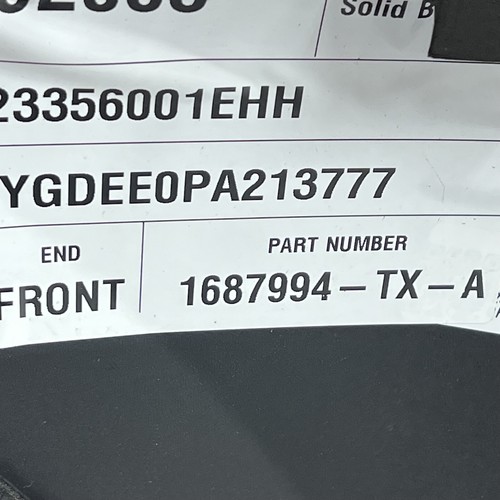 Solid B
23356001EHH
YGDEE0PA213777
END
PART NUMBER
FRONT
1687994-TX-A